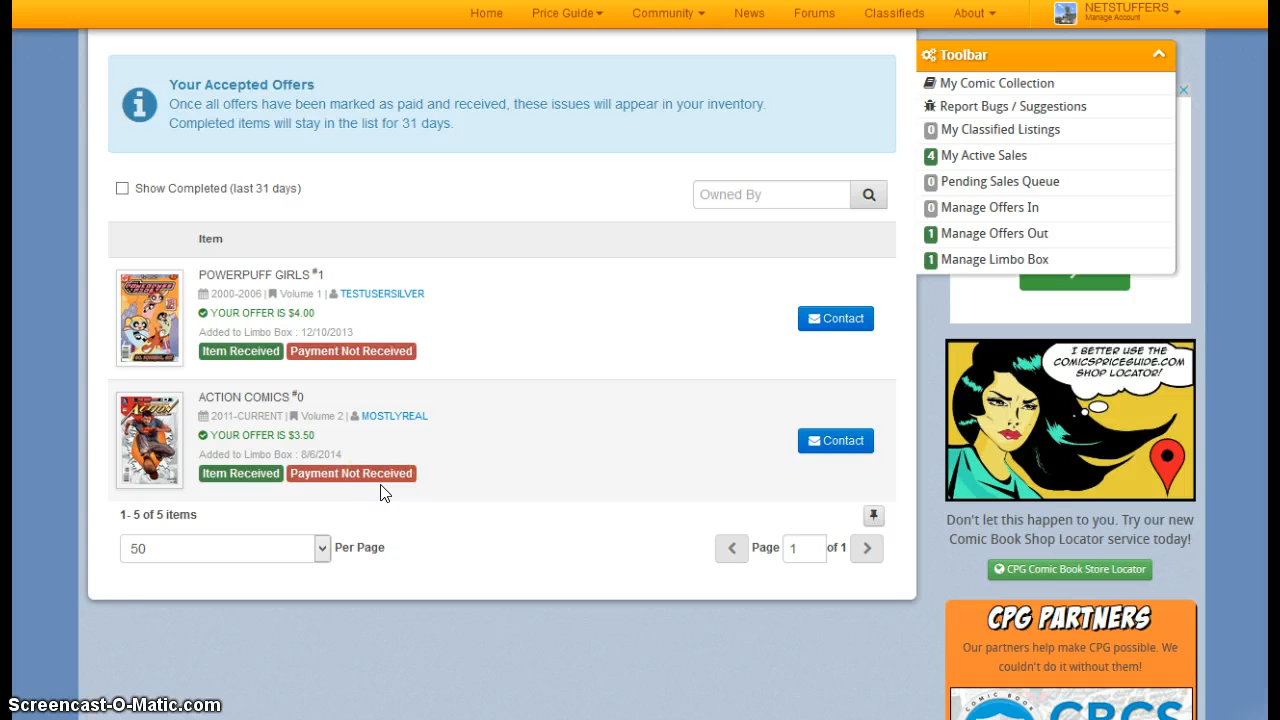 Home Price Guide Community News Forums Classifieds About NETSTUFFERS
Manage Account
Your Accepted Offers
Once all offers have been marked as paid and received, these issues will appear in your inventory.
Completed items will stay in the list for 31 days.
Show Completed (last 31 days)
Owned By
Item
POWERPUFF GIRLS #1
2000-2006 | Volume 1 | TESTUSERSILVER
YOUR OFFER IS $4.00
Added to Limbo Box : 12/10/2013
Item Received Payment Not Received
Contact
ACTION COMICS #0
2011-CURRENT | Volume 2 | MOSTLYREAL
YOUR OFFER IS $3.50
Added to Limbo Box : 8/6/2014
Item Received Payment Not Received
Contact
1- 5 of 5 items
50 Per Page
Page 1 of 1
Toolbar
My Comic Collection
Report Bugs / Suggestions
0 My Classified Listings
4 My Active Sales
0 Pending Sales Queue
0 Manage Offers In
1 Manage Offers Out
1 Manage Limbo Box
I BETTER USE THE
COMICSPRICEGUIDE.COM
SHOP LOCATOR!
Don't let this happen to you. Try our new
Comic Book Shop Locator service today!
CPG Comic Book Store Locator
CPG PARTNERS
Our partners help make CPG possible. We
couldn't do it without them!
COMIC BOOK
CBCS
Screencast-O-Matic.com